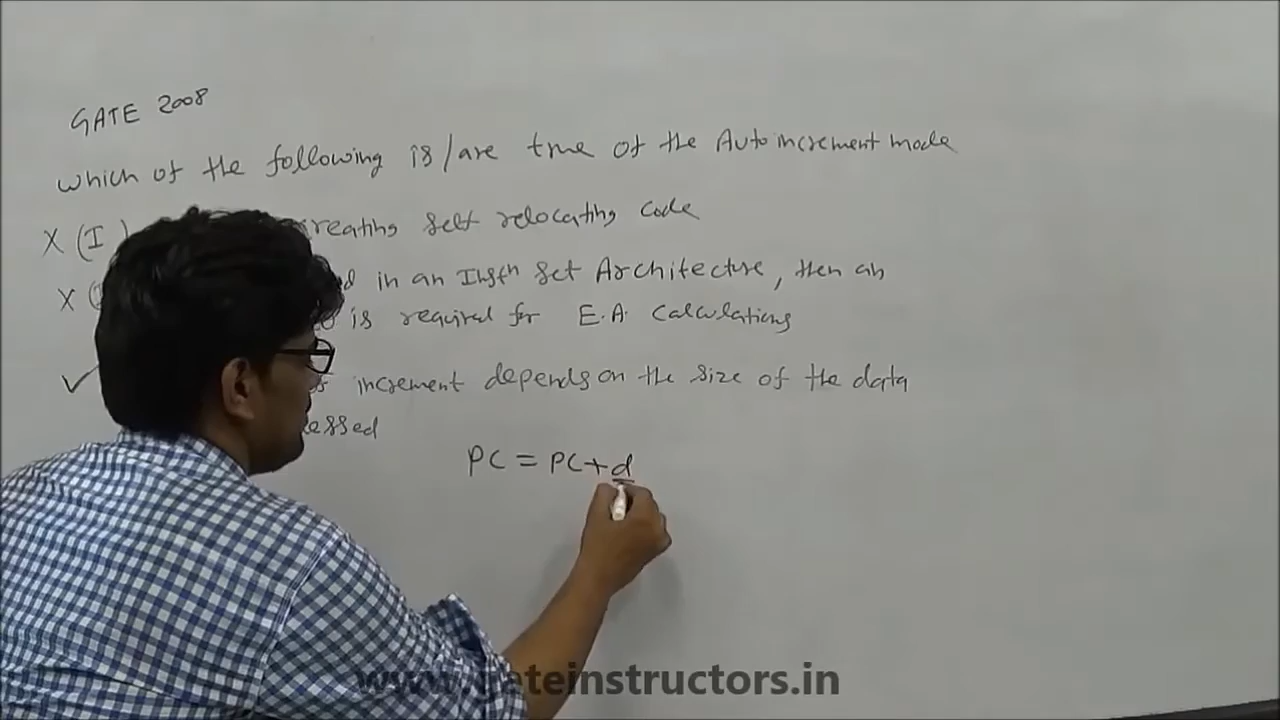 GATE 2008
which of the following is/are true of the Auto increment mode
X (I) creating self relocating code
X in an Instn Set Architecture, then an
is required for E.A. calculations
increment depends on the size of the data
PC = PC+d
www.gateinstructors.in